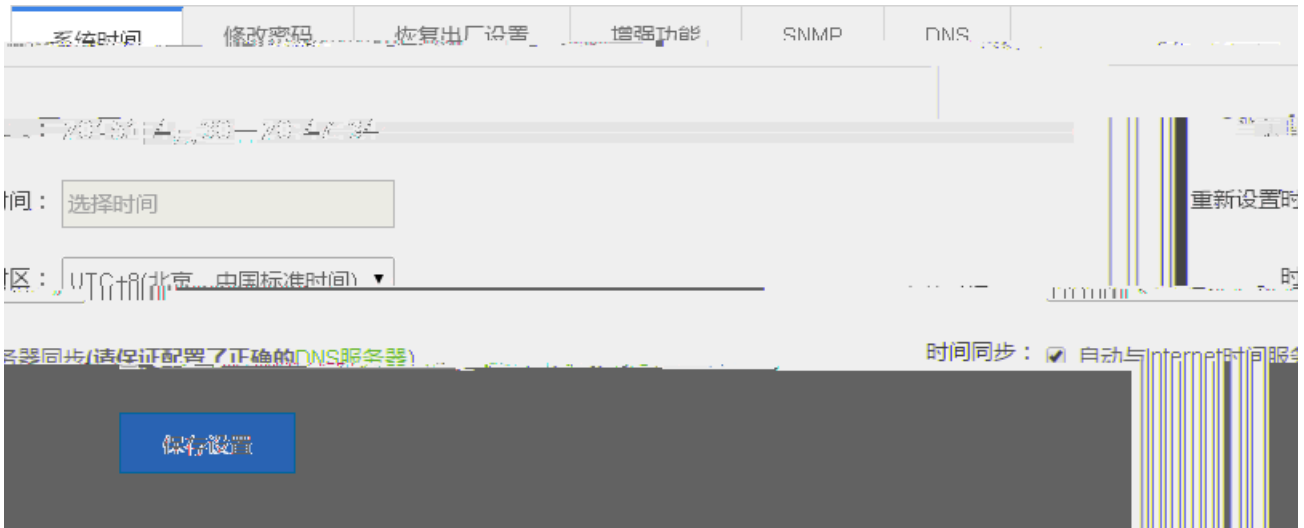 系统时间 修改密码 恢复出厂设置 增强功能 SNMP DNS
时间： 选择时间
重新设置时
时区： UTC+8(北京，中国标准时间)
时
务器同步(请保证配置了正确的DNS服务器)
时间同步： 自动与Internet时间服务
保存设置